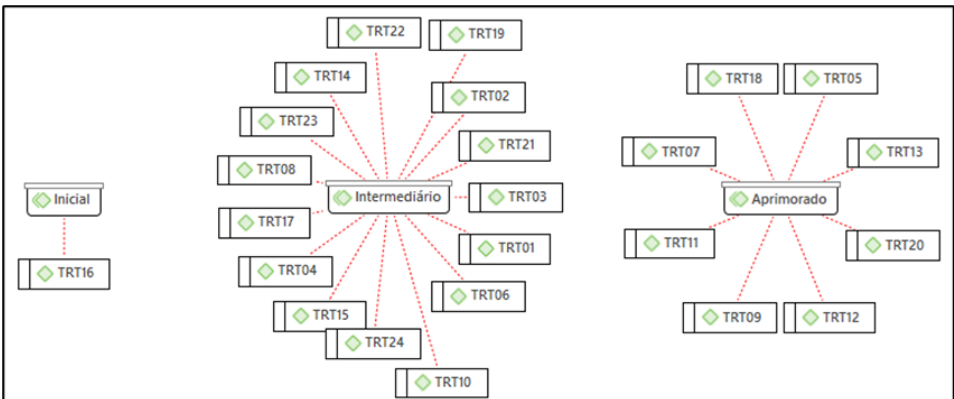 TRT22
TRT19
TRT14
TRT02
TRT23
TRT21
TRT08
Intermediário
TRT03
TRT17
TRT01
TRT04
TRT06
TRT15
TRT24
TRT10
Inicial
TRT16
TRT18
TRT05
TRT07
TRT13
Aprimorado
TRT11
TRT20
TRT09
TRT12